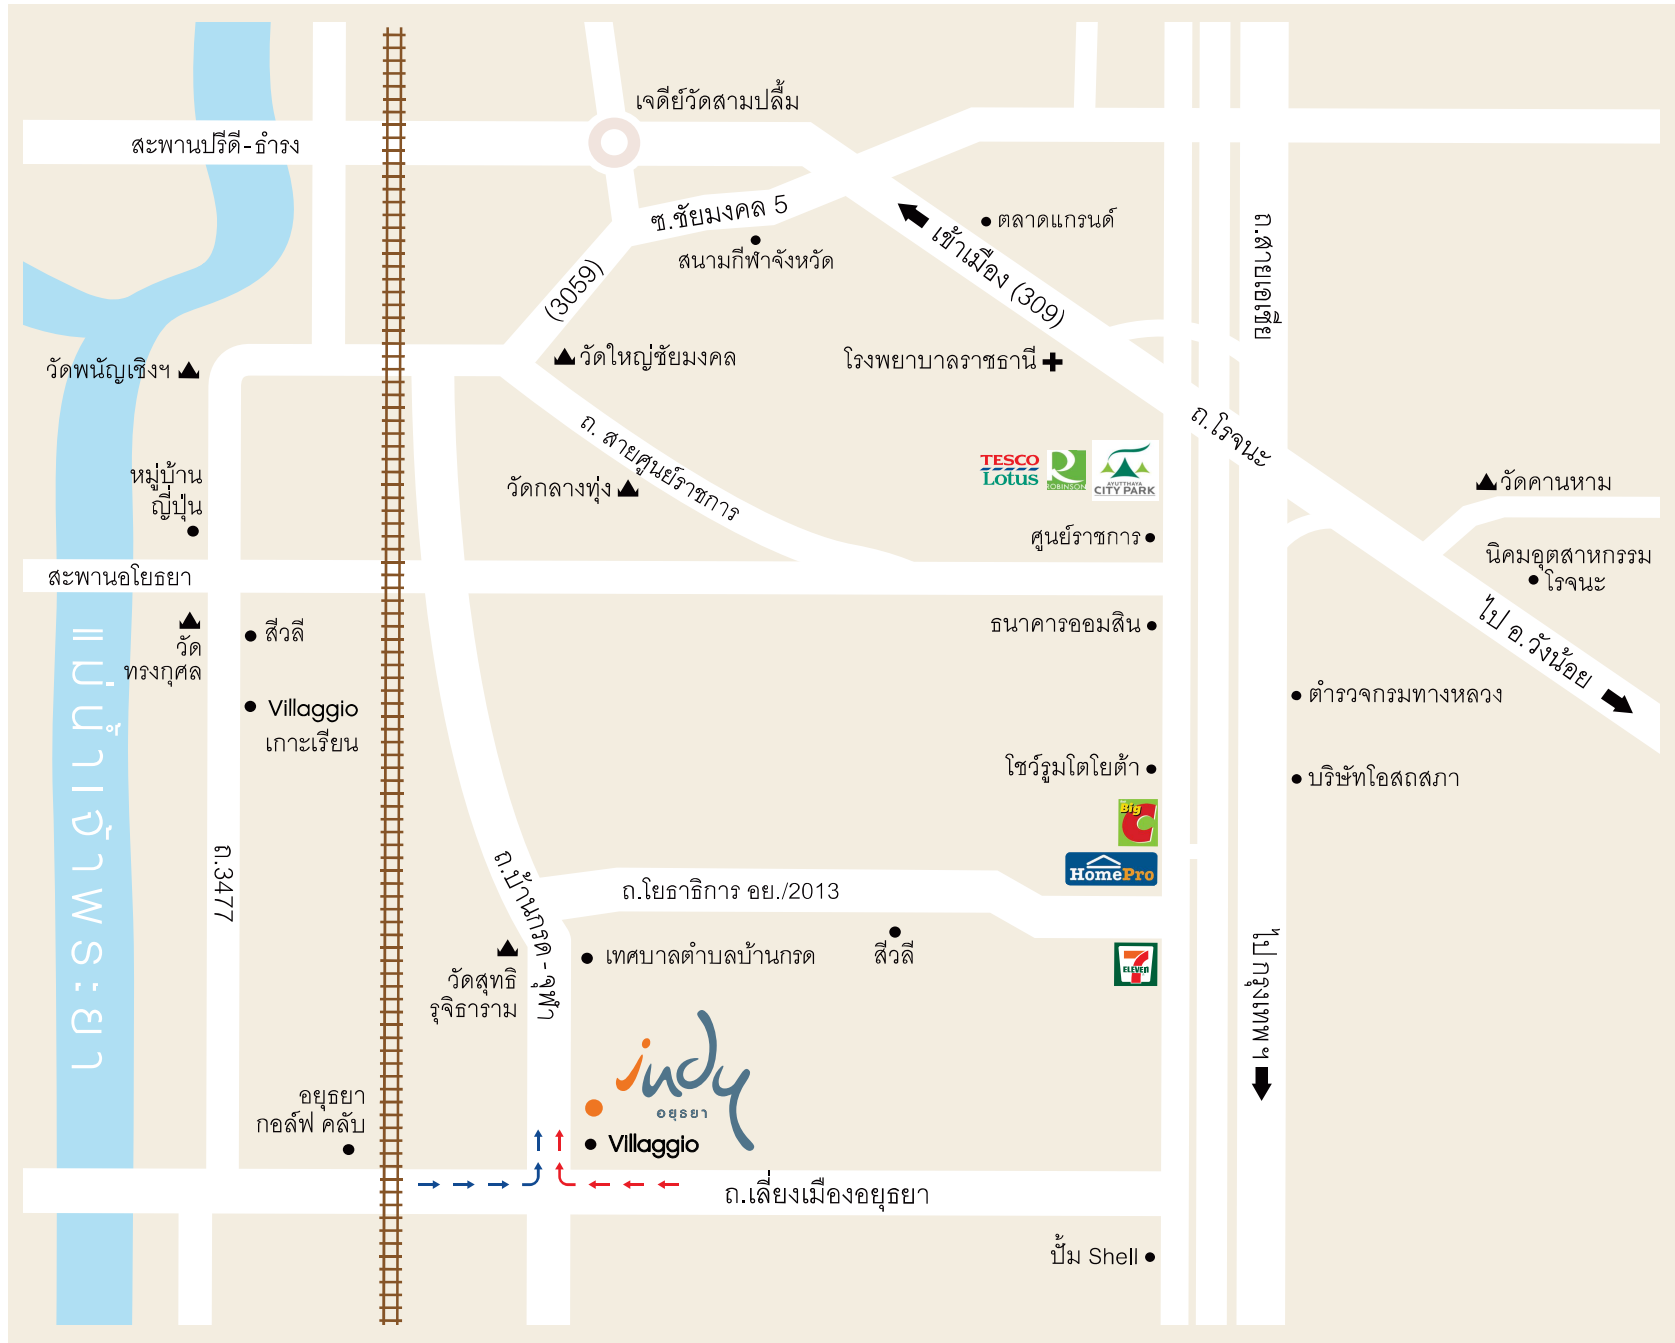 เจดีย์วัดสามปลื้ม
สะพานปรีดี-ธำรง
ซ.ชัยมงคล 5
ตลาดแกรนด์
สนามกีฬาจังหวัด
เข้าเมือง (309)
ถ.สายเอเซีย
(3059)
วัดใหญ่ชัยมงคล
โรงพยาบาลราชธานี
วัดพนัญเชิงฯ
ถ.โรจนะ
ถ. สายศูนย์ราชการ
TESCO
Lotus
ROBINSON
AYUTTHAYA
CITY PARK
หมู่บ้าน
ญี่ปุ่น
วัดกลางทุ่ง
วัดคานหาม
ศูนย์ราชการ
นิคมอุตสาหกรรม
โรจนะ
สะพานอโยธยา
วัด
ทรงกุศล
สีวลี
ธนาคารออมสิน
ไป อ.วังน้อย
แม่น้ำเจ้าพระยา
Villaggio
เกาะเรียน
ตำรวจกรมทางหลวง
โชว์รูมโตโยต้า
บริษัทโอสถสภา
Big
C
HomePro
ถ.3477
ถ.บ้านกรด - จุฬา
ถ.โยธาธิการ อย./2013
เทศบาลตำบลบ้านกรด
สีวลี
7
ELEVEN
ไป กรุงเทพฯ
วัดสุทธิ
รุจิธาราม
indy
อยุธยา
อยุธยา
กอล์ฟ คลับ
Villaggio
ถ.เลี่ยงเมืองอยุธยา
ปั๊ม Shell